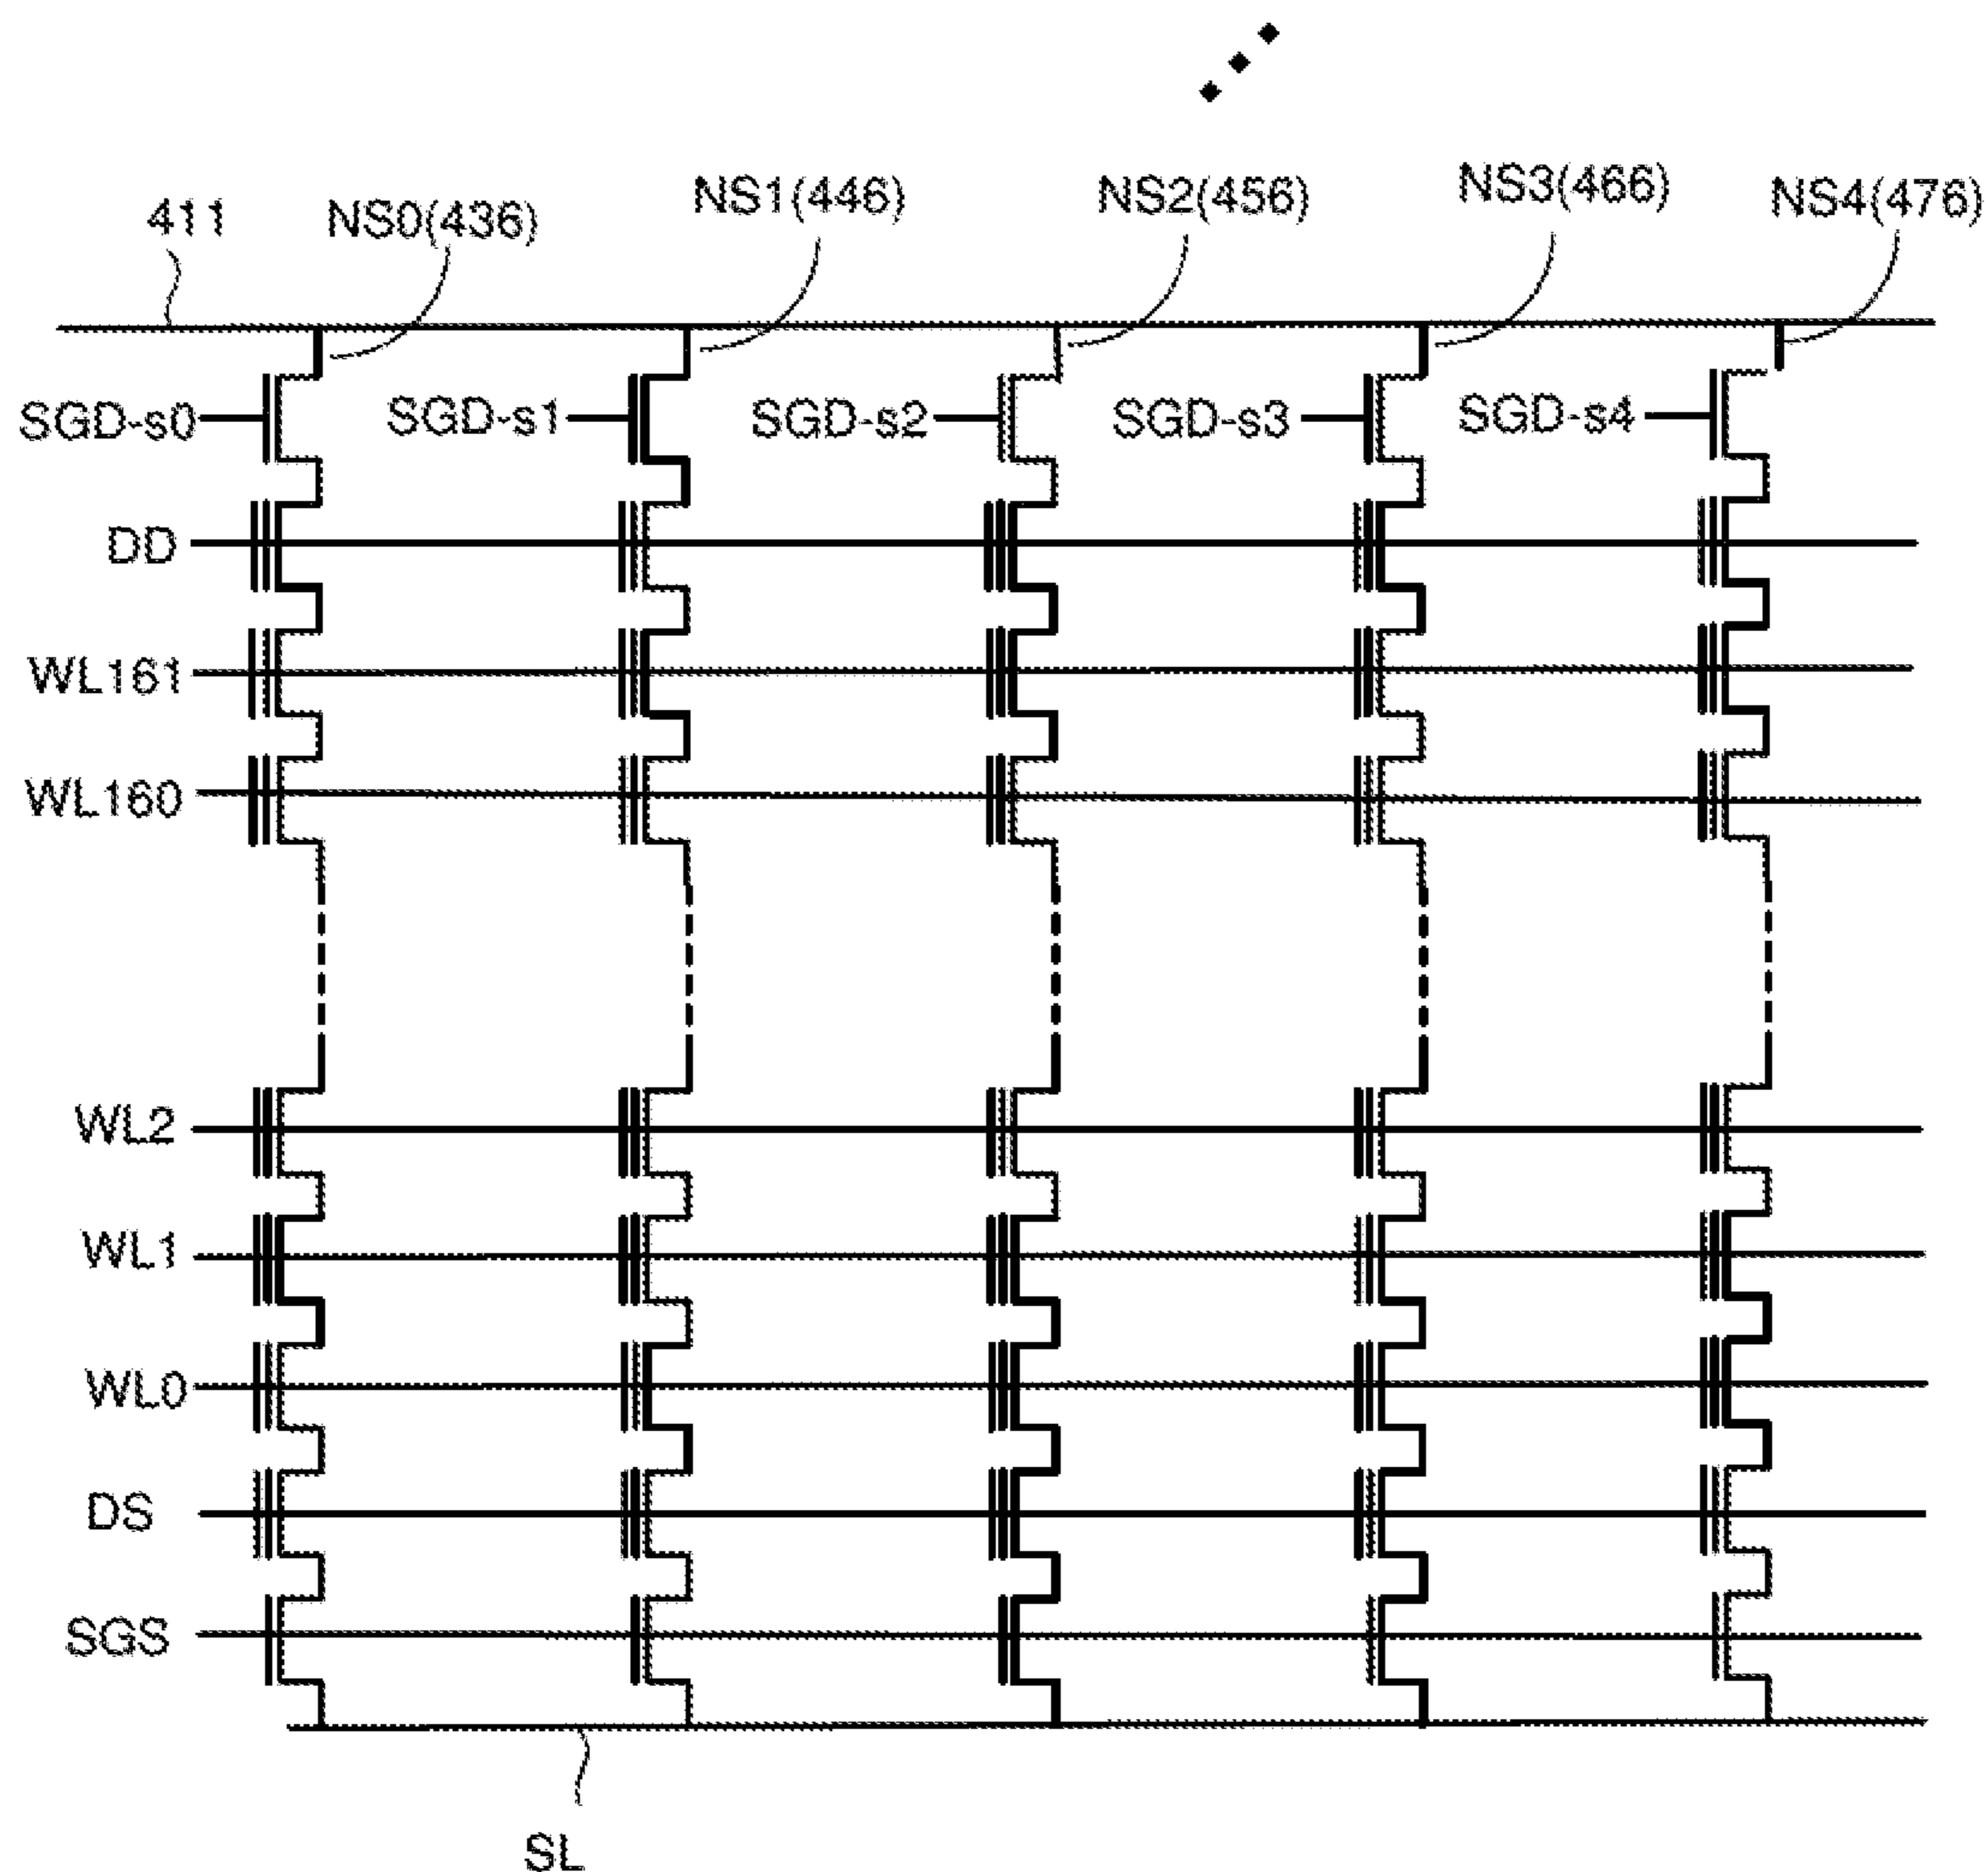 411 NS0(436) NS1(446) NS2(456) NS3(466) NS4(476)
SGD-s0 SGD-s1 SGD-s2 SGD-s3 SGD-s4
DD
WL161
WL160
WL2
WL1
WL0
DS
SGS
SL